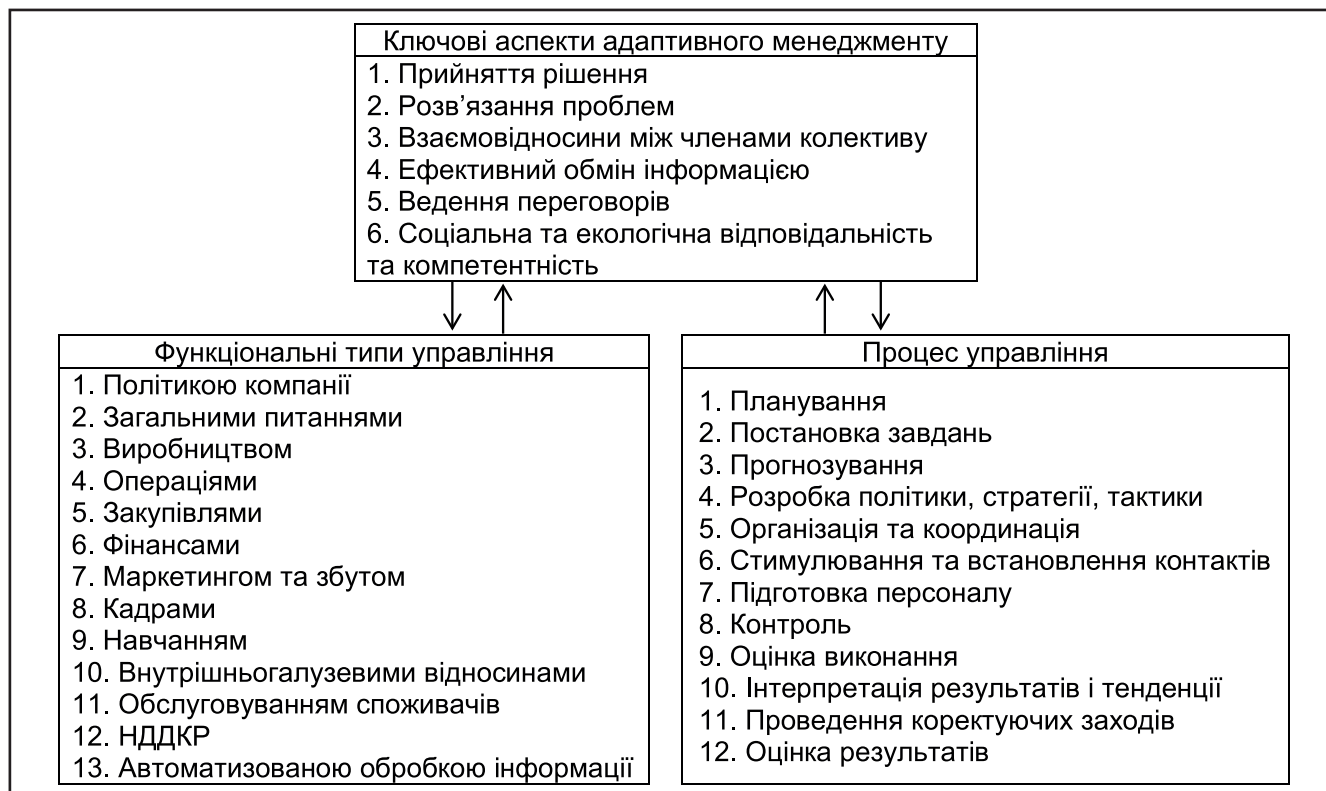 Ключові аспекти адаптивного менеджменту
1. Прийняття рішення
2. Розв’язання проблем
3. Взаємовідносини між членами колективу
4. Ефективний обмін інформацією
5. Ведення переговорів
6. Соціальна та екологічна відповідальність
та компетентність
Функціональні типи управління
1. Політикою компанії
2. Загальними питаннями
3. Виробництвом
4. Операціями
5. Закупівлями
6. Фінансами
7. Маркетингом та збутом
8. Кадрами
9. Навчанням
10. Внутрішньогалузевими відносинами
11. Обслуговуванням споживачів
12. НДДКР
13. Автоматизованою обробкою інформації
Процес управління
1. Планування
2. Постановка завдань
3. Прогнозування
4. Розробка політики, стратегії, тактики
5. Організація та координація
6. Стимулювання та встановлення контактів
7. Підготовка персоналу
8. Контроль
9. Оцінка виконання
10. Інтерпретація результатів і тенденції
11. Проведення коректуючих заходів
12. Оцінка результатів